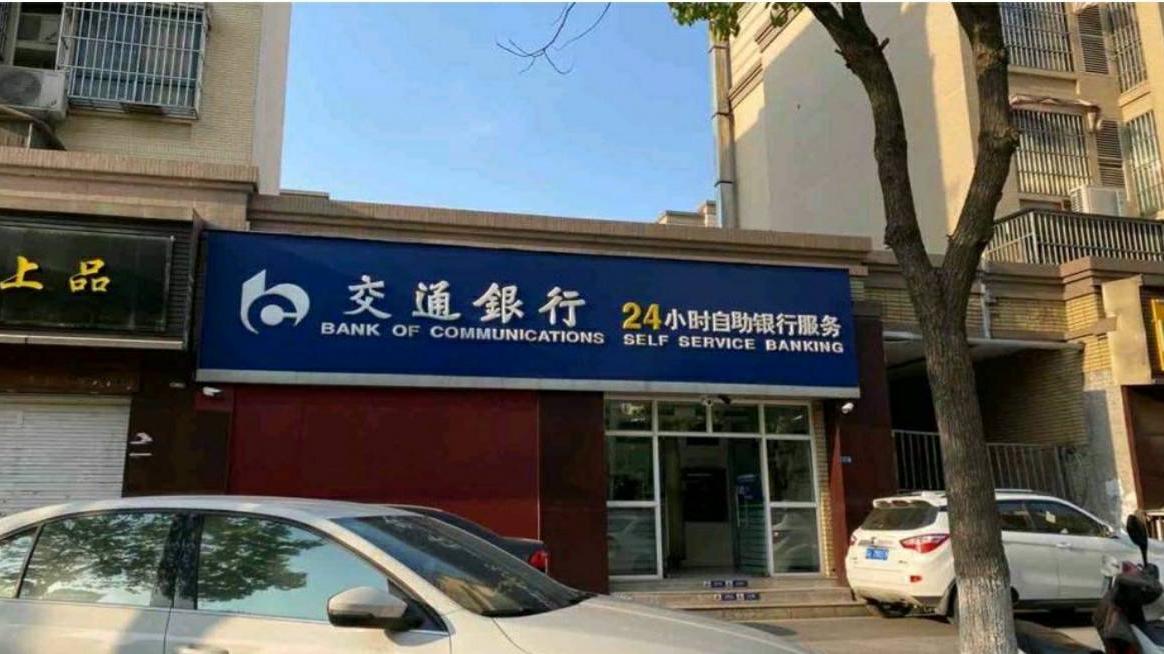 上品
交通銀行
BANK OF COMMUNICATIONS
24小时自助银行服务
SELF SERVICE BANKING